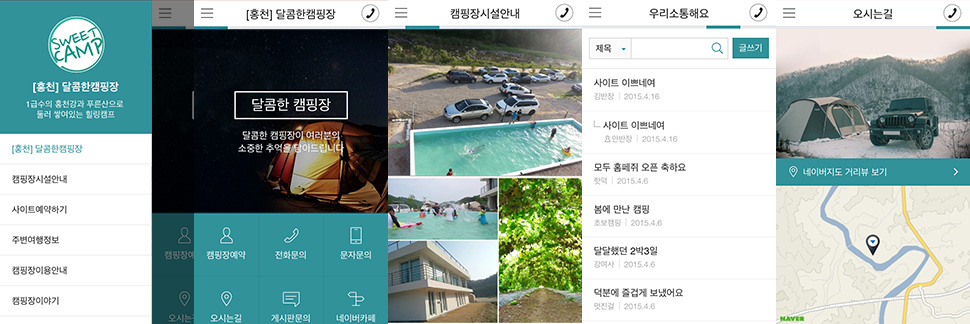 SWEET
CAMP
[홍천] 달콤한캠핑장
1급수의 홍천강과 푸른산으로
둘러 쌓여있는 힐링캠프
[홍천] 달콤한캠핑장
캠핑장시설안내
사이트예약하기
주변여행정보
캠핑장이용안내
캠핑장이야기
[홍천] 달콤한캠핑장
달콤한 캠핑장
달콤한 캠핑장이 여러분의
소중한 추억을 담아드립니다
캠핑장예
캠핑장예약
전화문의
문자문의
오시는
오시는길
게시판문의
네이버카페
캠핑장시설안내
우리소통해요
제목
글쓰기
사이트 이쁘네여
김반장 | 2015.4.16
사이트 이쁘네여
요안반장 | 2015.4.16
모두 홈페쥐 오픈 축하요
핫덕 | 2015.4.6
봄에 만난 캠핑
초보캠핑 | 2015.4.6
달달했던 2박3일
강여사 | 2015.4.6
덕분에 즐겁게 보냈어요
멋진걸 | 2015.4.6
오시는길
네이버지도 거리뷰 보기
NAVER